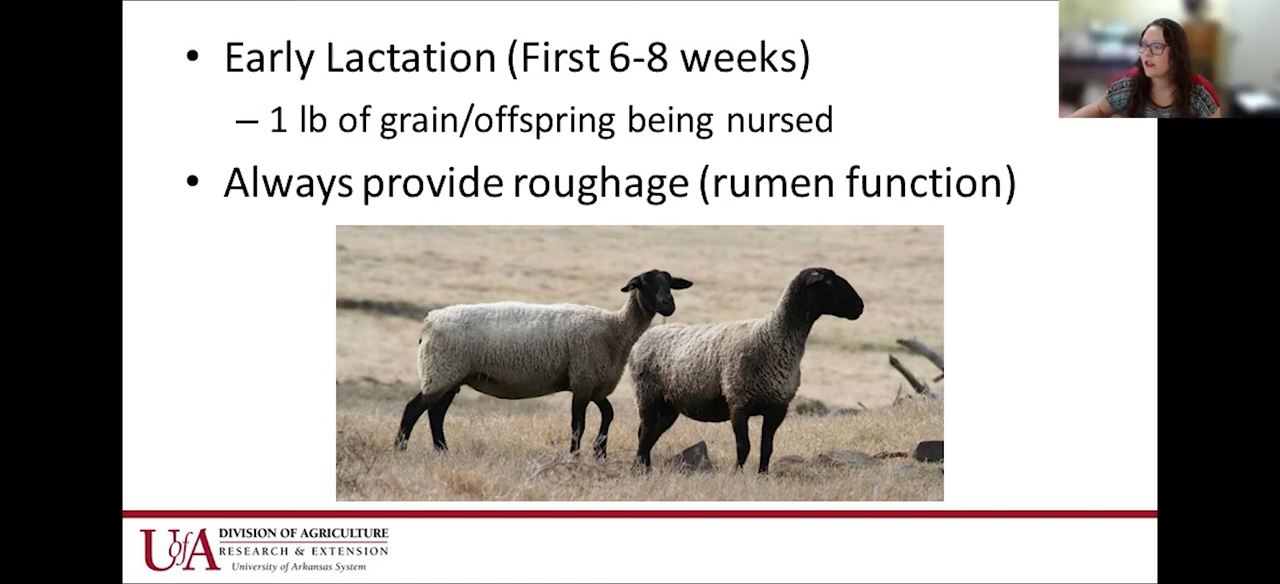 • Early Lactation (First 6-8 weeks)
– 1 lb of grain/offspring being nursed
• Always provide roughage (rumen function)
UofA
DIVISION OF AGRICULTURE
RESEARCH & EXTENSION
University of Arkansas System